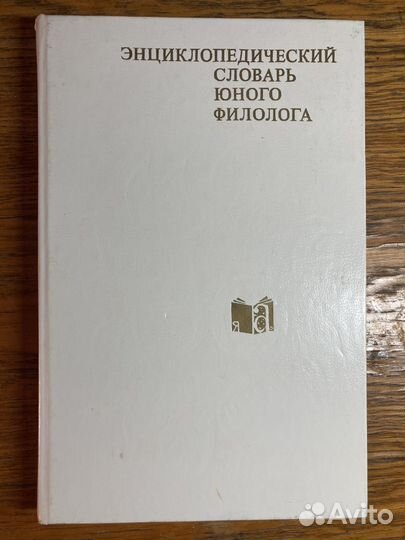 ЭНЦИКЛОПЕДИЧЕСКИЙ
СЛОВАРЬ
ЮНОГО
ФИЛОЛОГА
Я а
Avito